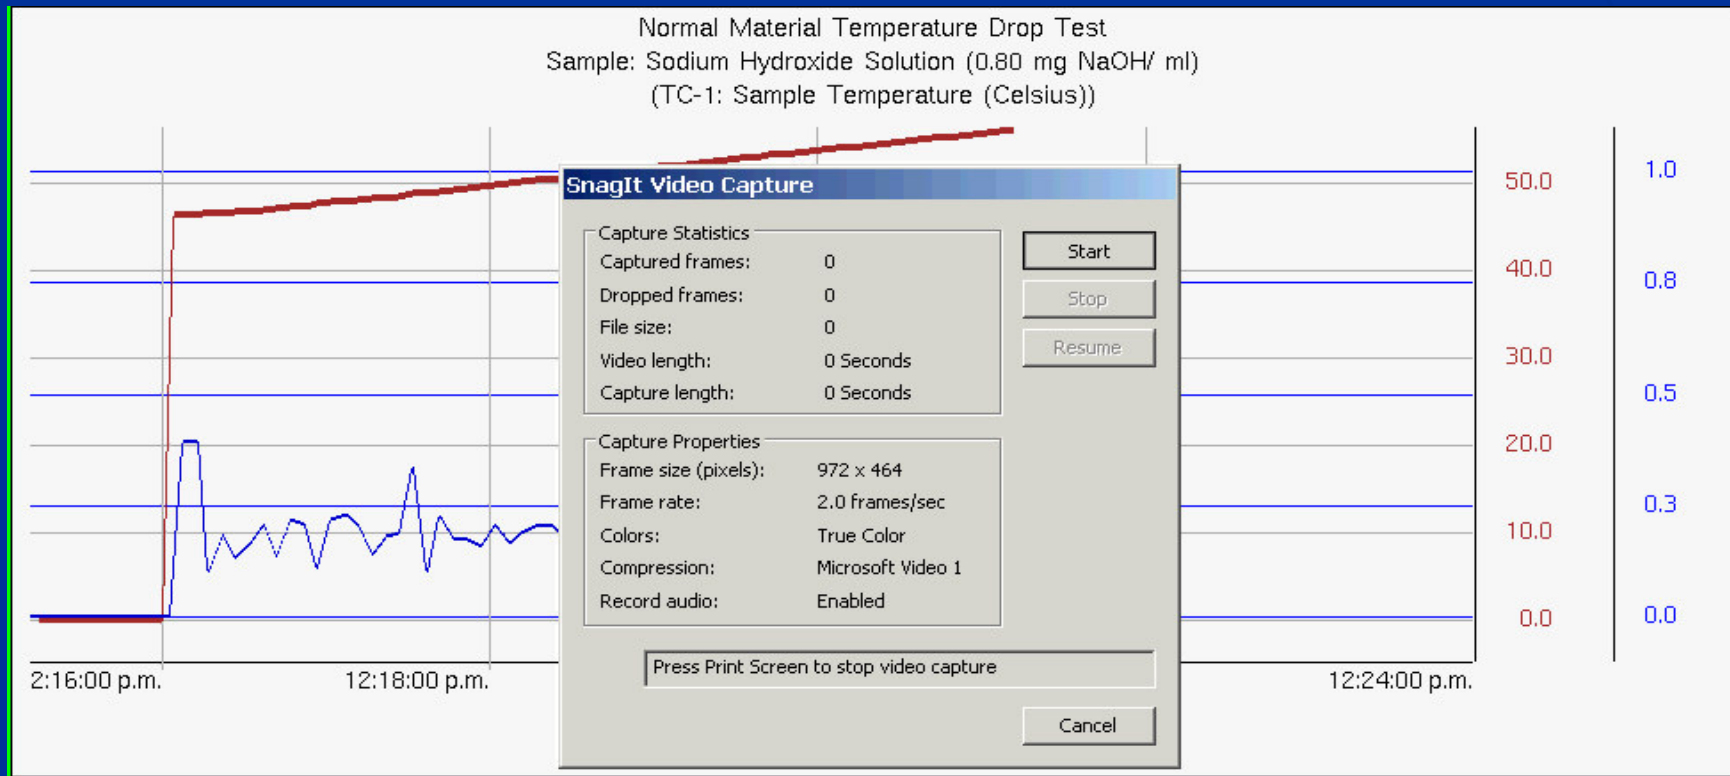 Normal Material Temperature Drop Test
Sample: Sodium Hydroxide Solution (0.80 mg NaOH/ ml)
(TC-1: Sample Temperature (Celsius))
SnagIt Video Capture
Capture Statistics
Captured frames: 0
Dropped frames: 0
File size: 0
Video length: 0 Seconds
Capture length: 0 Seconds
Start
Stop
Resume
Capture Properties
Frame size (pixels): 972 x 464
Frame rate: 2.0 frames/sec
Colors: True Color
Compression: Microsoft Video 1
Record audio: Enabled
Press Print Screen to stop video capture
Cancel
50.0 1.0
40.0 0.8
30.0 0.5
20.0 0.3
10.0 0.0
0.0
2:16:00 p.m. 12:18:00 p.m. 12:24:00 p.m.